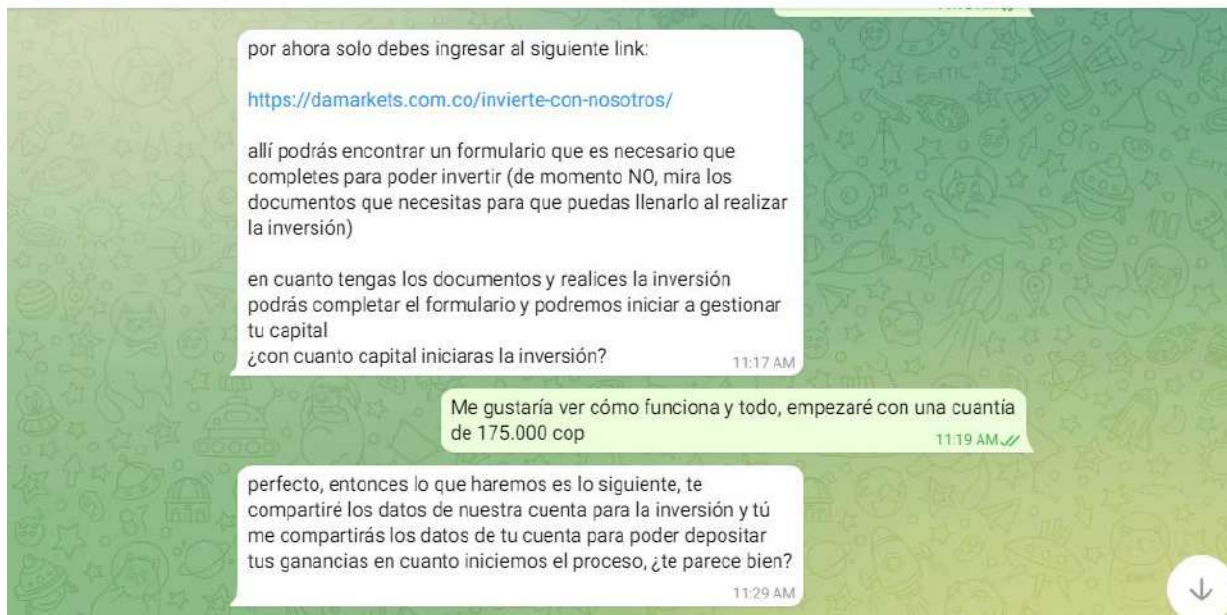 por ahora solo debes ingresar al siguiente link:
https://damarkets.com.co/invierte-con-nosotros/
allí podrás encontrar un formulario que es necesario que
completes para poder invertir (de momento NO, mira los
documentos que necesitas para que puedas llenarlo al realizar
la inversión)
en cuanto tengas los documentos y realices la inversión
podrás completar el formulario y podremos iniciar a gestionar
tu capital
¿con cuanto capital iniciaras la inversión?
11:17 AM
Me gustaría ver cómo funciona y todo, empezaré con una cuantía
de 175.000 cop
11:19 AM
perfecto, entonces lo que haremos es lo siguiente, te
compartiré los datos de nuestra cuenta para la inversión y tú
me compartirás los datos de tu cuenta para poder depositar
tus ganancias en cuanto iniciemos el proceso, ¿te parece bien?
11:29 AM